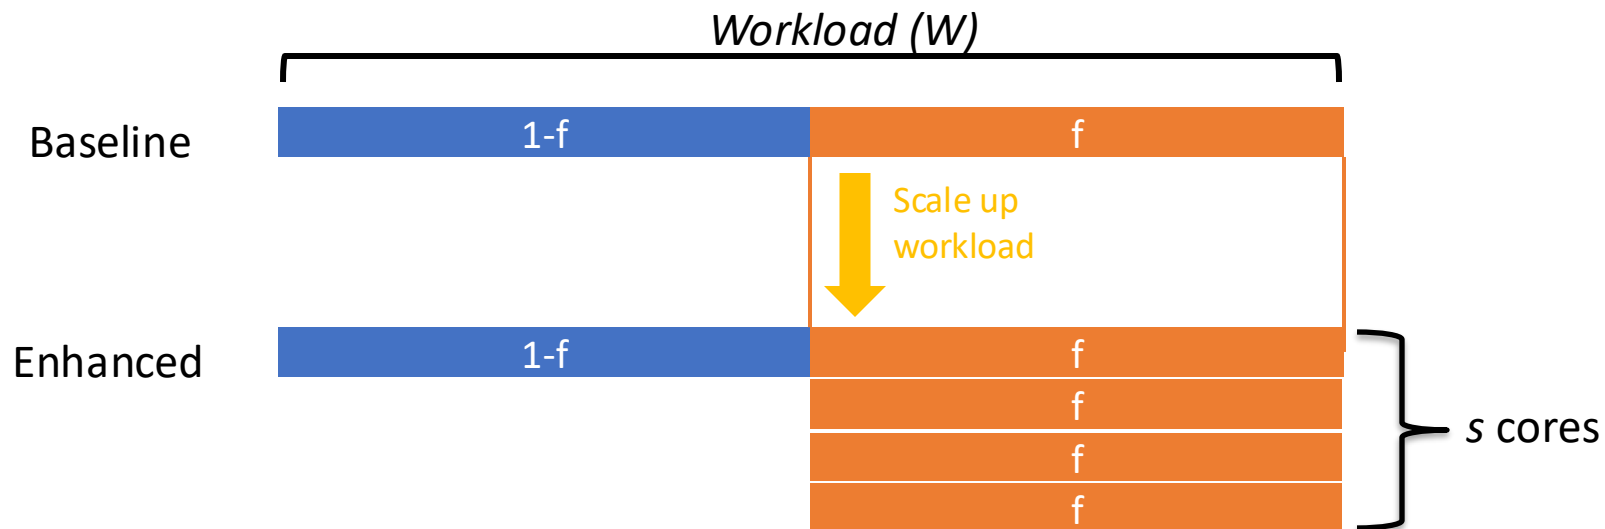 Workload (W)
Baseline
1-f
f
Scale up
workload
Enhanced
1-f
f
f
f
f
s cores